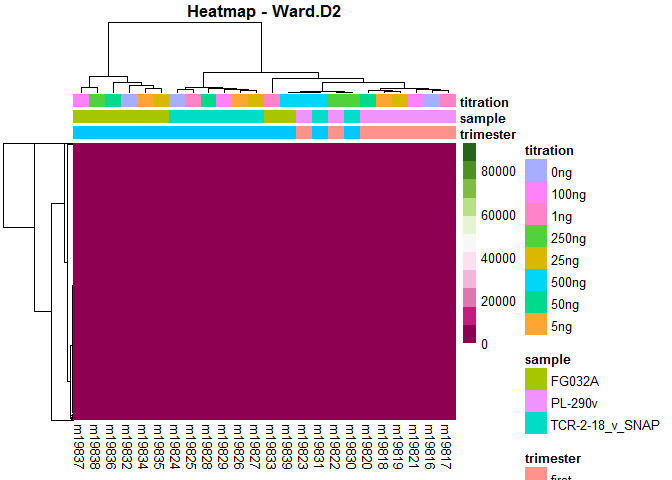 Heatmap - Ward.D2
titration
sample
trimester
80000
60000
40000
20000
0
titration
0ng
100ng
1ng
250ng
25ng
500ng
50ng
5ng
sample
FG032A
PL-290v
TCR-2-18_v_SNAP
trimester
first
m19837
m19838
m19836
m19832
m19834
m19835
m19824
m19825
m19828
m19829
m19826
m19827
m19833
m19839
m19823
m19831
m19822
m19830
m19820
m19818
m19819
m19821
m19816
m19817